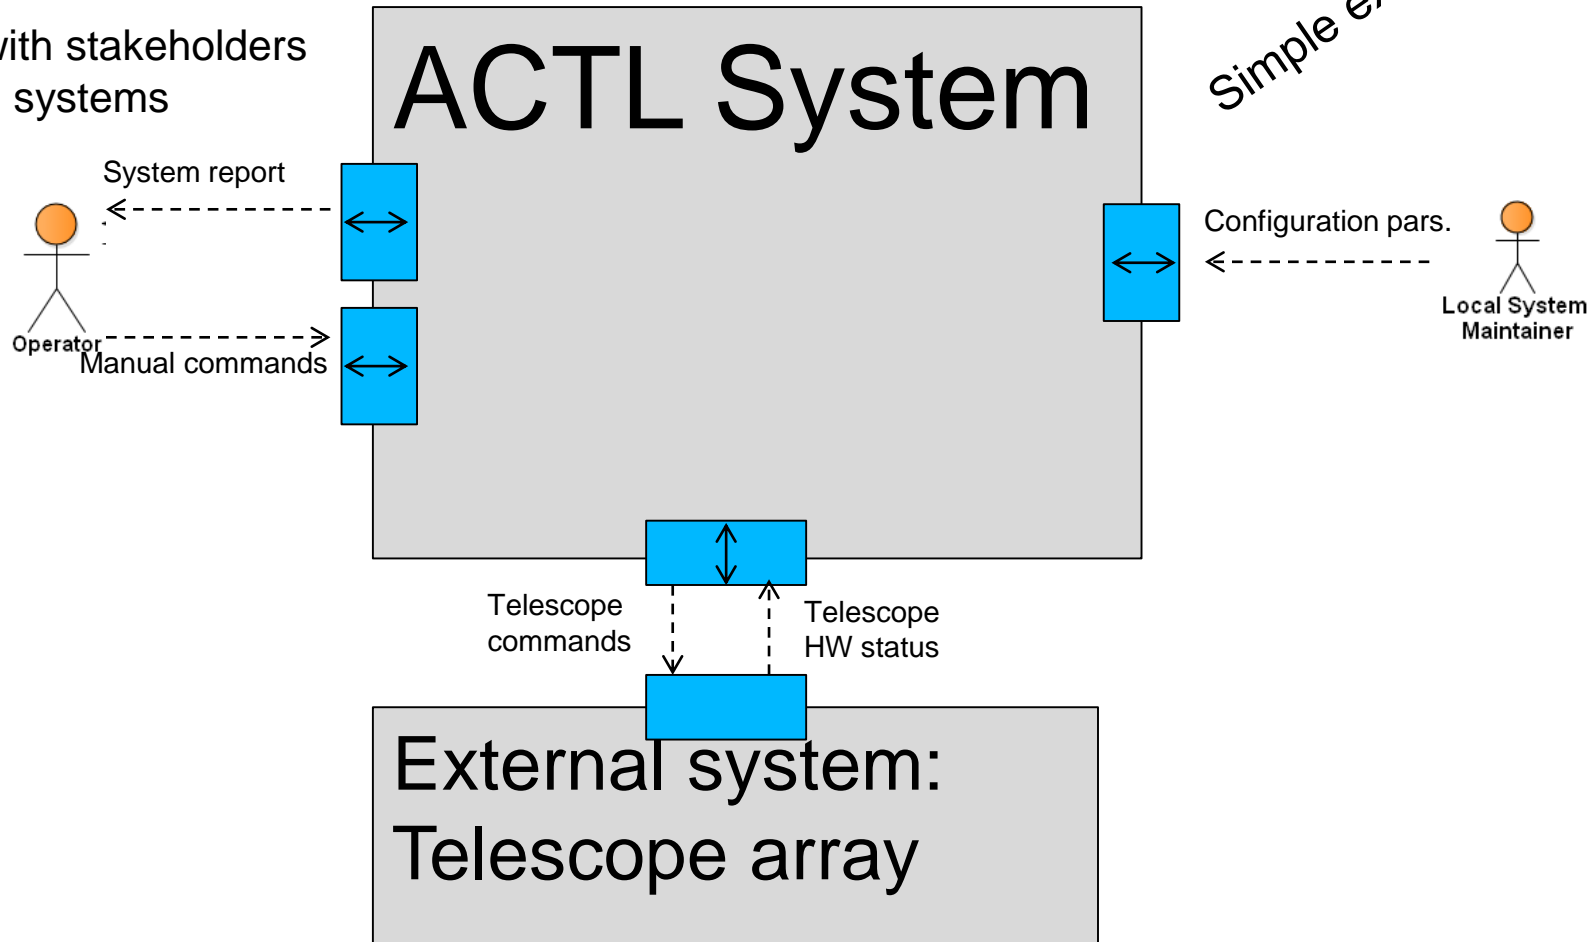 with stakeholders
systems
ACTL System
Simple
System report
Configuration pars.
Operator
Manual commands
Local System
Maintainer
Telescope
commands
Telescope
HW status
External system:
Telescope array